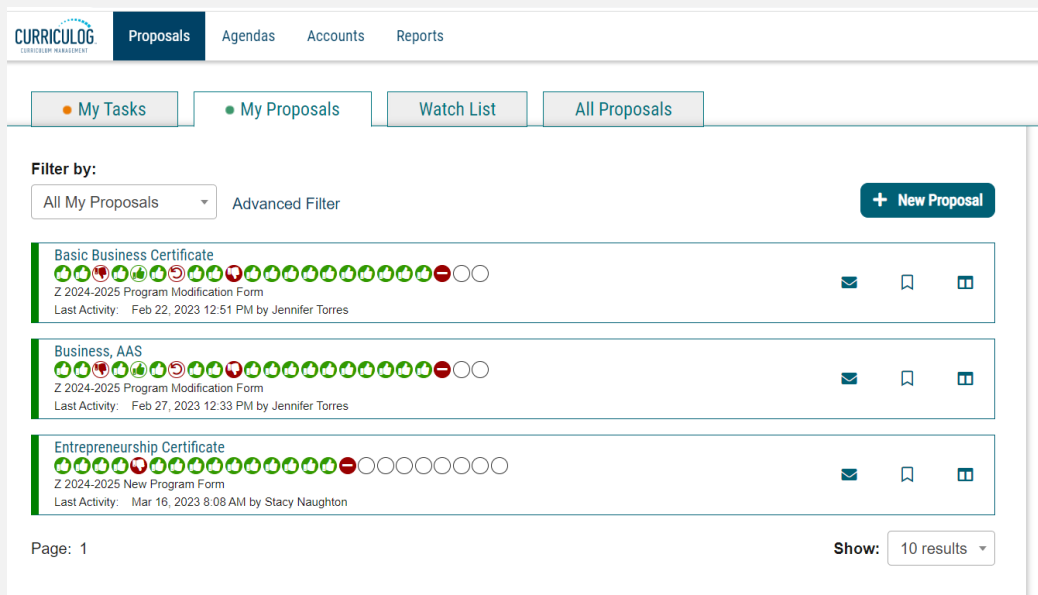 CURRICULOG
CURRICULUM MANAGEMENT
Proposals
Agendas
Accounts
Reports
My Tasks
My Proposals
Watch List
All Proposals
Filter by:
All My Proposals
Advanced Filter
New Proposal
Basic Business Certificate
Z 2024-2025 Program Modification Form
Last Activity: Feb 22, 2023 12:51 PM by Jennifer Torres
Business, AAS
Z 2024-2025 Program Modification Form
Last Activity: Feb 27, 2023 12:33 PM by Jennifer Torres
Entrepreneurship Certificate
Z 2024-2025 New Program Form
Last Activity: Mar 16, 2023 8:08 AM by Stacy Naughton
Page: 1
Show: 10 results